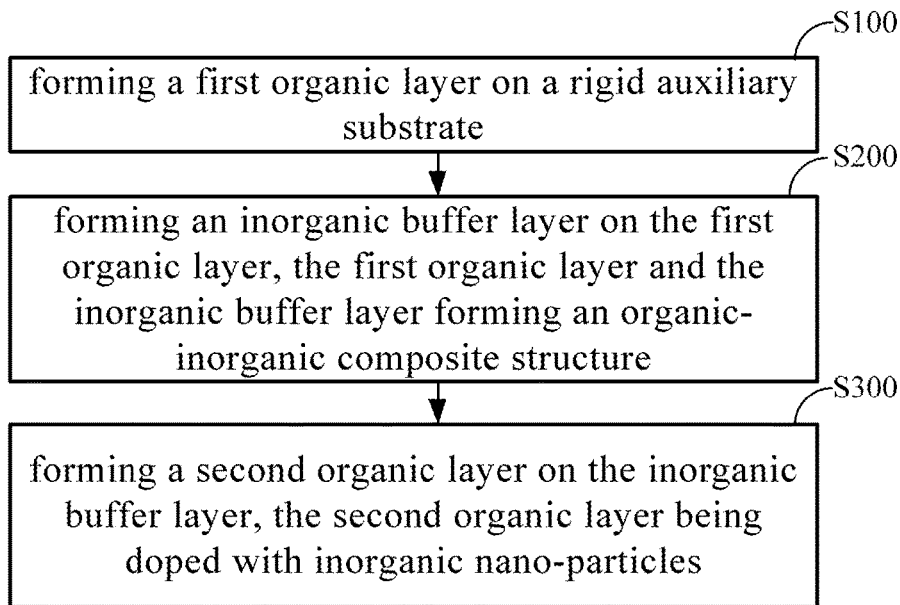 S100
forming a first organic layer on a rigid auxiliary
substrate
S200
forming an inorganic buffer layer on the first
organic layer, the first organic layer and the
inorganic buffer layer forming an organic-
inorganic composite structure
S300
forming a second organic layer on the inorganic
buffer layer, the second organic layer being
doped with inorganic nano-particles